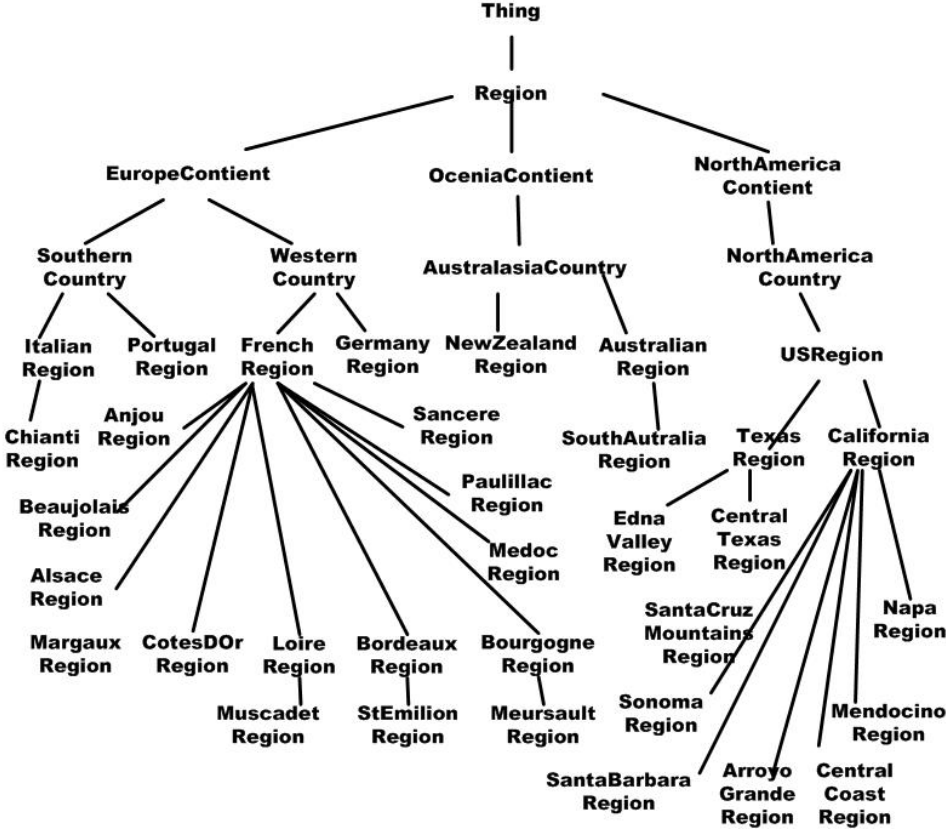 Thing
Region
EuropeContient
OceniaContient
NorthAmerica
Contient
Southern
Country
Western
Country
AustralasiaCountry
NorthAmerica
Country
Italian
Region
Portugal
Region
French
Region
Germany
Region
NewZealand
Region
Australian
Region
USRegion
Chianti
Region
Anjou
Region
Sancere
Region
SouthAutralia
Region
Texas
Region
California
Region
Beaujolais
Region
Paulillac
Region
Edna
Valley
Region
Central
Texas
Region
Medoc
Region
Alsace
Region
SantaCruz
Mountains
Region
Napa
Region
Margaux
Region
CotesDOr
Region
Loire
Region
Bordeaux
Region
Bourgogne
Region
Sonoma
Region
Mendocino
Region
Muscadet
Region
StEmilion
Region
Meursault
Region
SantaBarbara
Region
Arroyo
Grande
Region
Central
Coast
Region